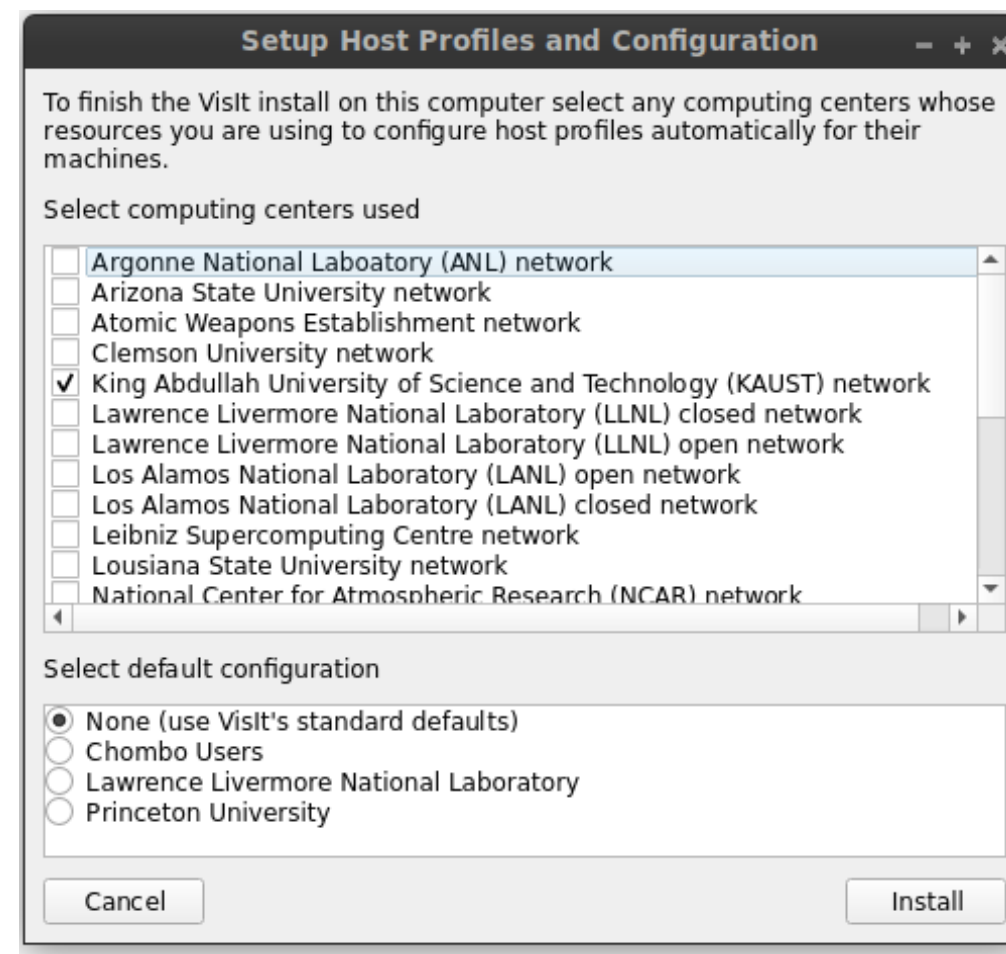 Setup Host Profiles and Configuration
To finish the VisIt install on this computer select any computing centers whose
resources you are using to configure host profiles automatically for their
machines.
Select computing centers used
Argonne National Laboatory (ANL) network
Arizona State University network
Atomic Weapons Establishment network
Clemson University network
King Abdullah University of Science and Technology (KAUST) network
Lawrence Livermore National Laboratory (LLNL) closed network
Lawrence Livermore National Laboratory (LLNL) open network
Los Alamos National Laboratory (LANL) open network
Los Alamos National Laboratory (LANL) closed network
Leibniz Supercomputing Centre network
Lousiana State University network
National Center for Atmospheric Research (NCAR) network
Select default configuration
None (use VisIt's standard defaults)
Chombo Users
Lawrence Livermore National Laboratory
Princeton University
Cancel
Install